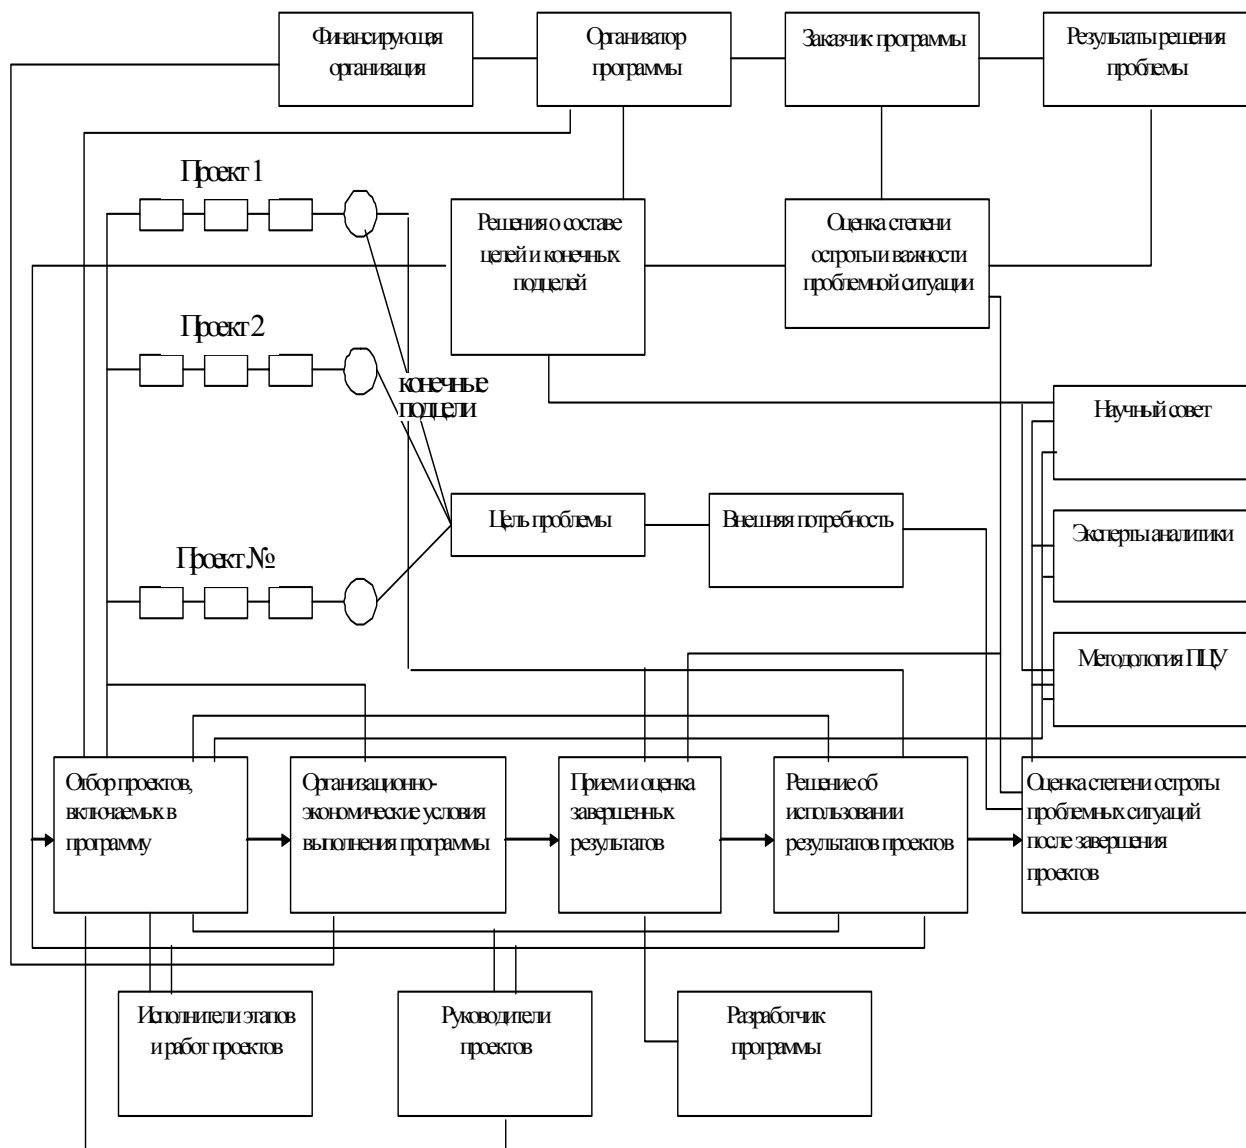 Финансирующая
организация
Организатор
программы
Заказчик программы
Результаты решения
проблемы
Проект 1
Решения о составе
целей и конечных
подцелей
Оценка степени
остроты и важности
проблемной ситуации
Проект 2
конечные
подцели
Научный совет
Цель проблемы
Внешняя потребность
Эксперты аналитики
Проект №
Методология ПЦУ
Отбор проектов,
включаемых в
программу
Организационно-
экономические условия
выполнения программы
Прием и оценка
завершенных
результатов
Решение об
использовании
результатов проектов
Оценка степени остроты
проблемных ситуаций
после завершения
проектов
Исполнители этапов
и работ проектов
Руководители
проектов
Разработчик
программы